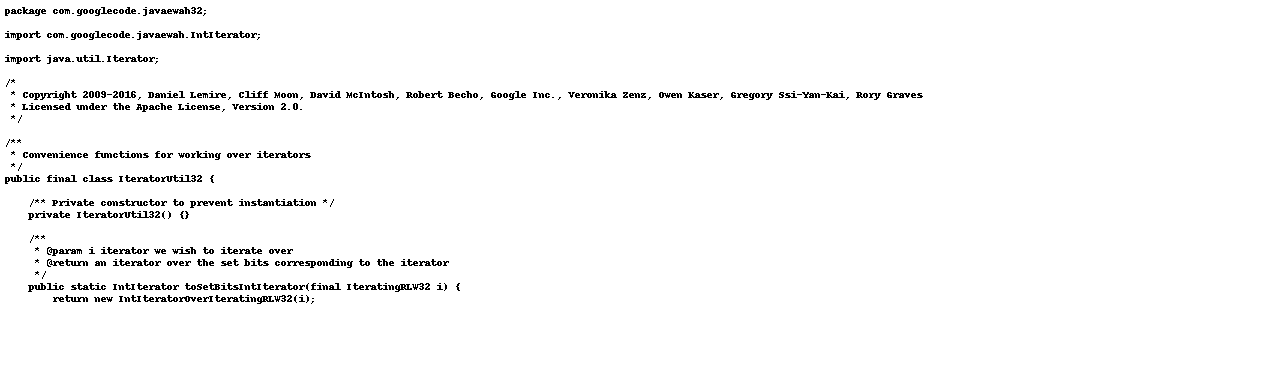 package com.googlecode.javaewah32;

import com.googlecode.javaewah.IntIterator;

import java.util.Iterator;

/*
 * Copyright 2009-2016, Daniel Lemire, Cliff Moon, David McIntosh, Robert Becho, Google Inc., Veronika Zenz, Owen Kaser, Gregory Ssi-Yan-Kai, Rory Graves
 * Licensed under the Apache License, Version 2.0.
 */

/**
 * Convenience functions for working over iterators
 */
public final class IteratorUtil32 {

    /** Private constructor to prevent instantiation */
    private IteratorUtil32() {}

    /**
     * @param i iterator we wish to iterate over
     * @return an iterator over the set bits corresponding to the iterator
     */
    public static IntIterator toSetBitsIntIterator(final IteratingRLW32 i) {
        return new IntIteratorOverIteratingRLW32(i);